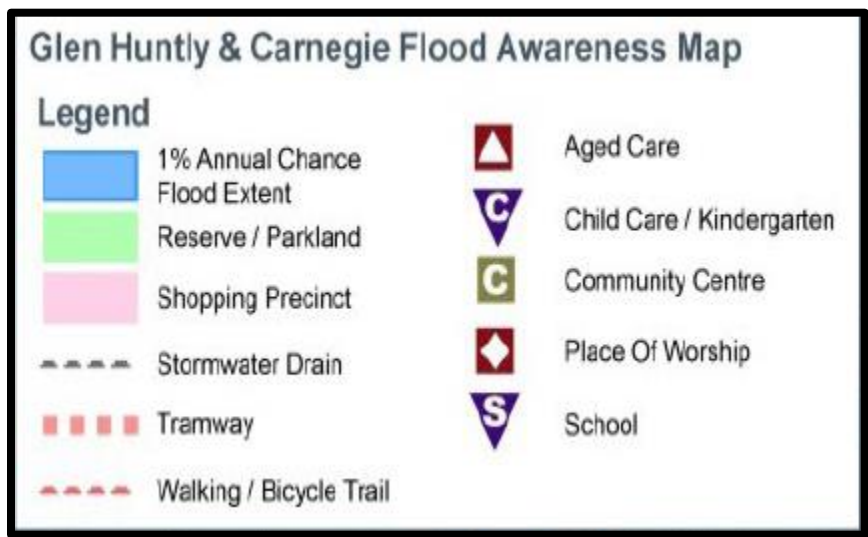 Glen Huntly & Carnegie Flood Awareness Map
Legend
1% Annual Chance
Flood Extent
Reserve / Parkland
Shopping Precinct
Stormwater Drain
Tramway
Walking / Bicycle Trail
Aged Care
C
Child Care / Kindergarten
C
Community Centre
Place Of Worship
S
School